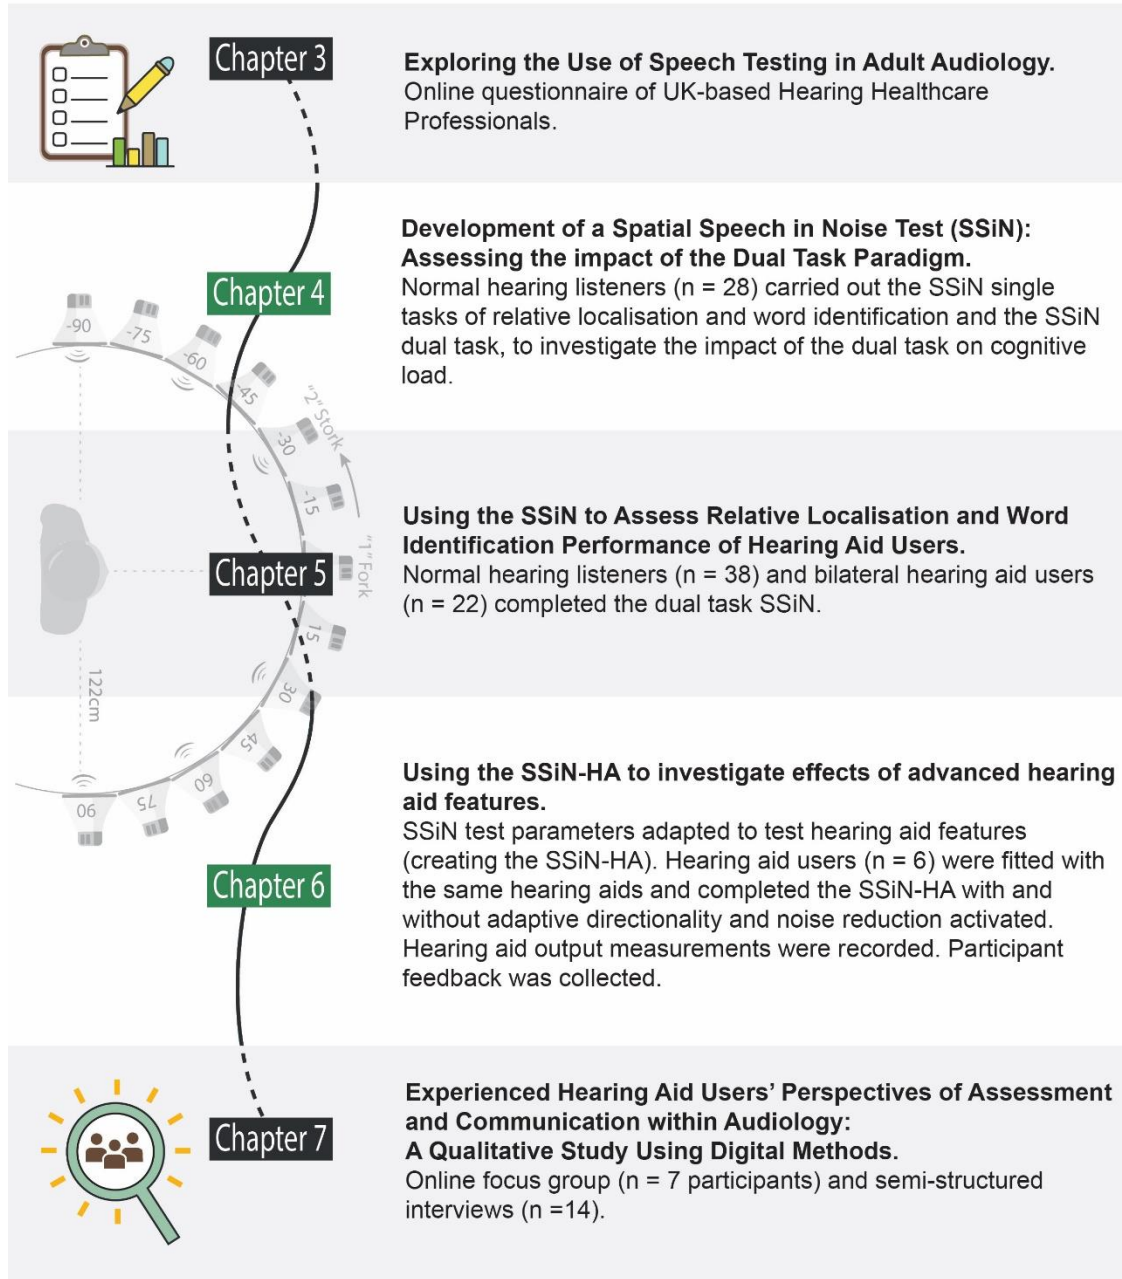 Chapter 3
Exploring the Use of Speech Testing in Adult Audiology.
Online questionnaire of UK-based Hearing Healthcare
Professionals.
Chapter 4
Development of a Spatial Speech in Noise Test (SSiN):
Assessing the impact of the Dual Task Paradigm.
Normal hearing listeners (n = 28) carried out the SSiN single
tasks of relative localisation and word identification and the SSiN
dual task, to investigate the impact of the dual task on cognitive
load.
-90
-75
-60
-45
-30
-15
15
30
45
60
75
90
"2" Stork
"1" Fork
122cm
Chapter 5
Using the SSiN to Assess Relative Localisation and Word
Identification Performance of Hearing Aid Users.
Normal hearing listeners (n = 38) and bilateral hearing aid users
(n = 22) completed the dual task SSiN.
Chapter 6
Using the SSiN-HA to investigate effects of advanced hearing
aid features.
SSiN test parameters adapted to test hearing aid features
(creating the SSiN-HA). Hearing aid users (n = 6) were fitted with
the same hearing aids and completed the SSiN-HA with and
without adaptive directionality and noise reduction activated.
Hearing aid output measurements were recorded. Participant
feedback was collected.
Chapter 7
Experienced Hearing Aid Users’ Perspectives of Assessment
and Communication within Audiology:
A Qualitative Study Using Digital Methods.
Online focus group (n = 7 participants) and semi-structured
interviews (n =14).